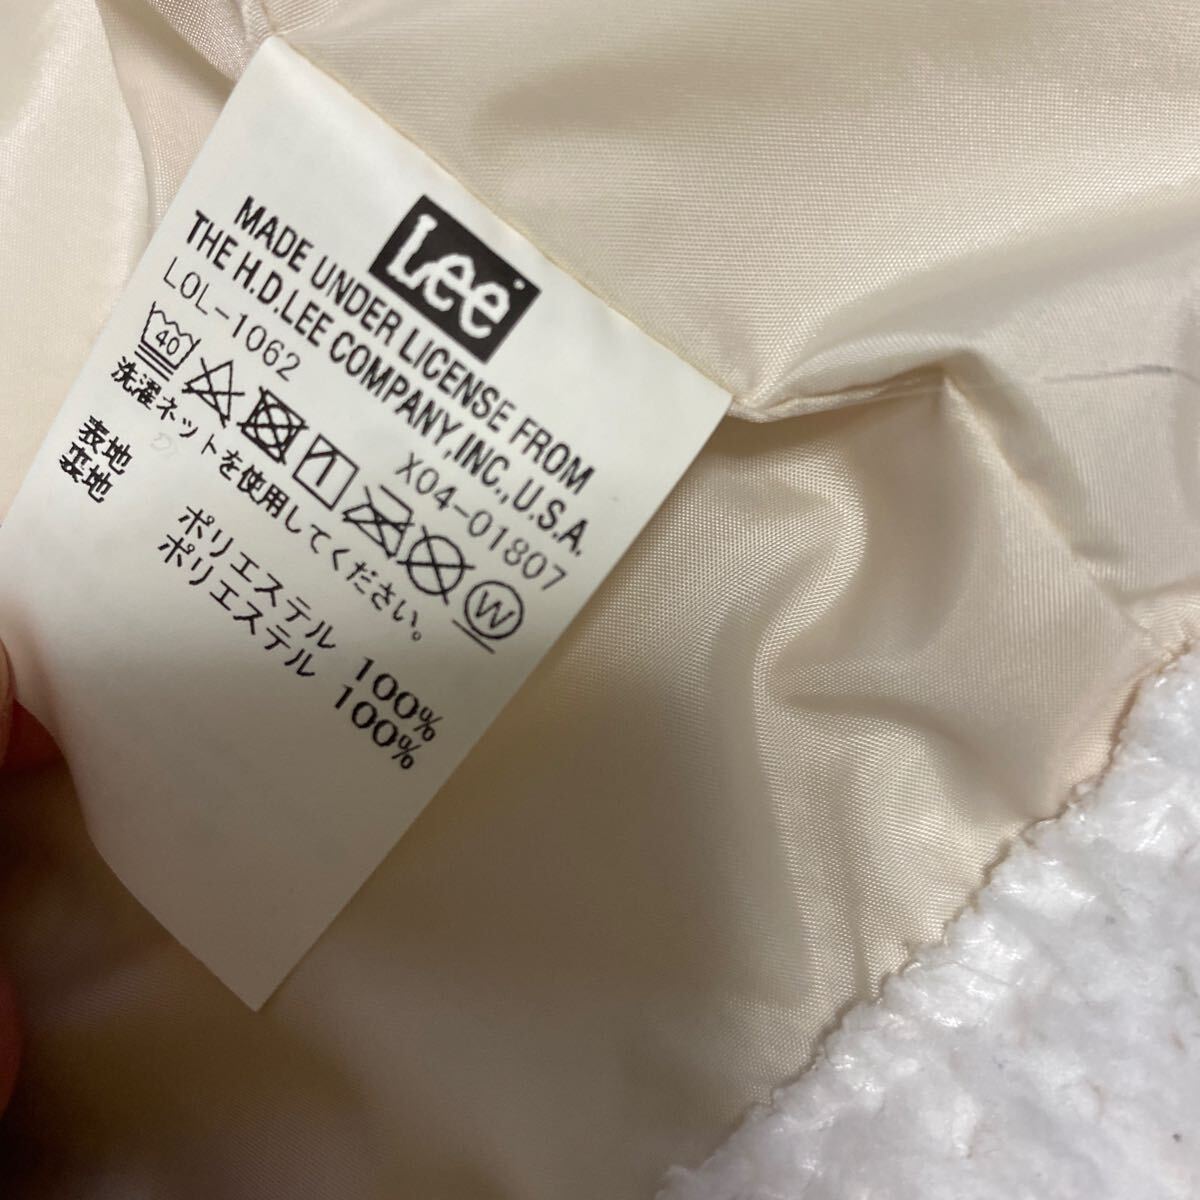 Lee
MADE UNDER LICENSE FROM
THE H.D.LEE COMPANY,INC.,U.S.A.
LOL-1062 X04-01807
40 W
洗濯ネットを使用してください。
表地 ポリエステル 100%
裏地 ポリエステル 100%